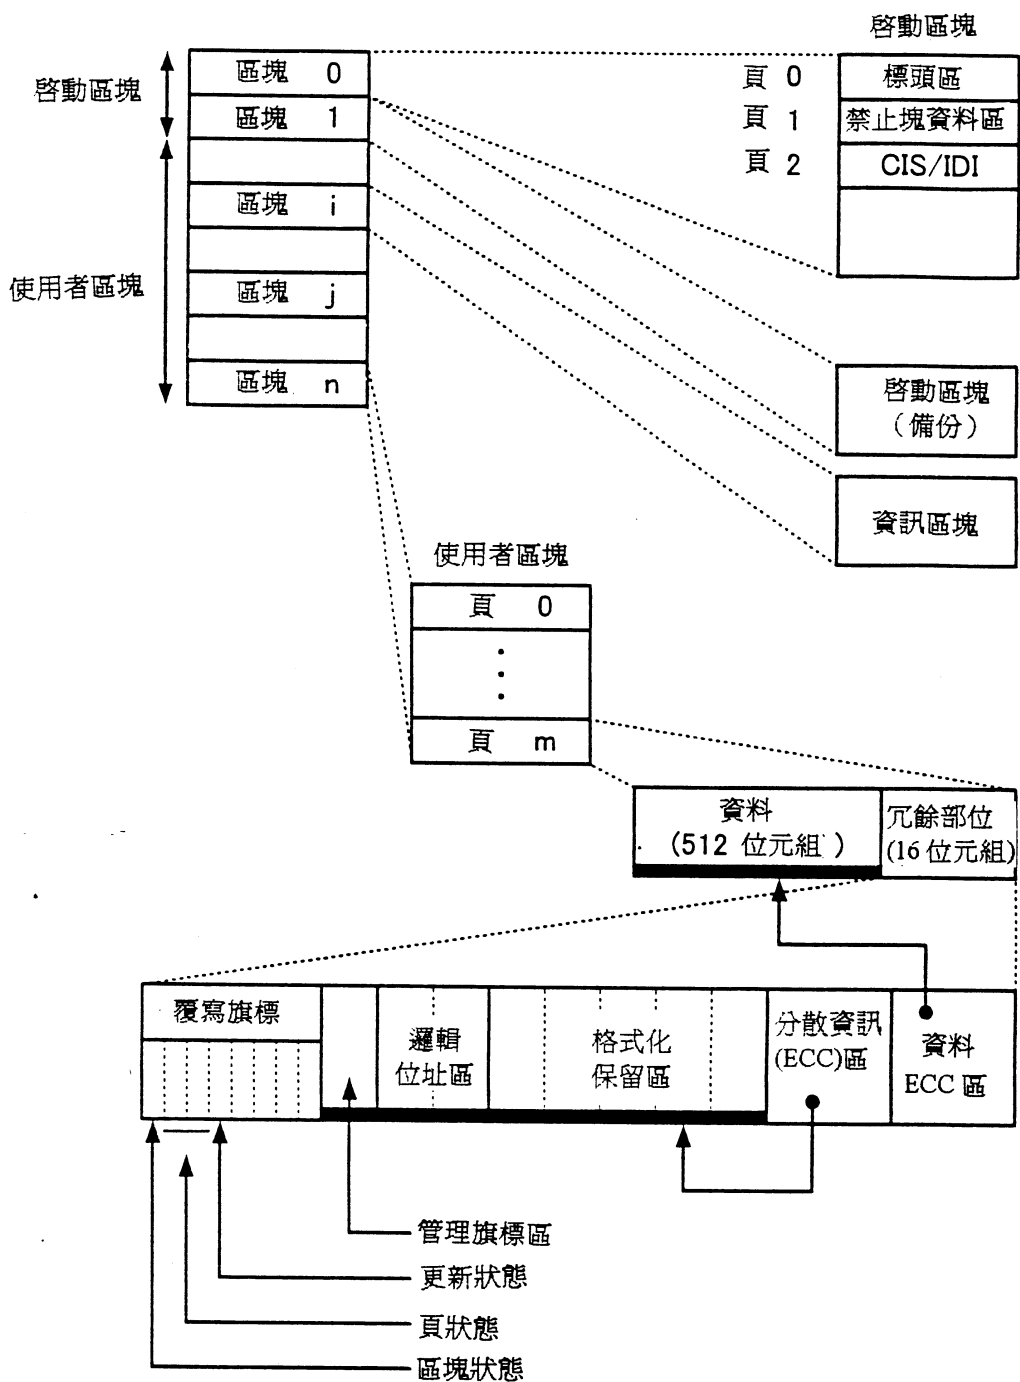 啓動區塊
區塊 0
啓動區塊
頁 0
標頭區
區塊 1
頁 1
禁止塊資料區
頁 2
CIS/IDI
區塊 i
使用者區塊
區塊 j
區塊 n
啓動區塊
(備份)
資訊區塊
使用者區塊
頁 0
頁 m
資料
(512 位元組)
冗餘部位
(16 位元組)
覆寫旗標
邏輯
位址區
格式化
保留區
分散資訊
(ECC)區
資料
ECC 區
管理旗標區
更新狀態
頁狀態
區塊狀態